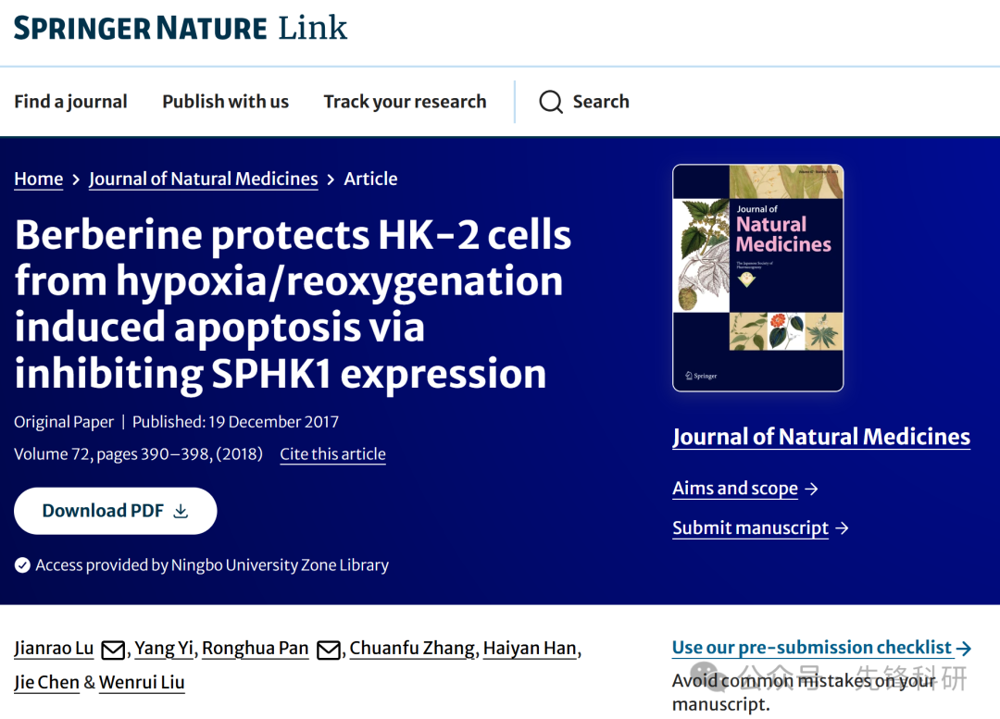 SPRINGER NATURE Link
Find a journal Publish with us Track your research Search
Home > Journal of Natural Medicines > Article
Berberine protects HK-2 cells
from hypoxia/reoxygenation
induced apoptosis via
inhibiting SPHK1 expression
Original Paper | Published: 19 December 2017
Volume 72, pages 390–398, (2018) Cite this article
Download PDF
Access provided by Ningbo University Zone Library
Journal of
Natural
Medicines
The Japanese Society of
Pharmacognosy
Springer
Journal of Natural Medicines
Aims and scope →
Submit manuscript →
Jianrao Lu, Yang Yi, Ronghua Pan, Chuanfu Zhang, Haiyan Han,
Jie Chen & Wenrui Liu
Use our pre-submission checklist →
Avoid common mistakes on your
manuscript.
公众号 · 先锋科研